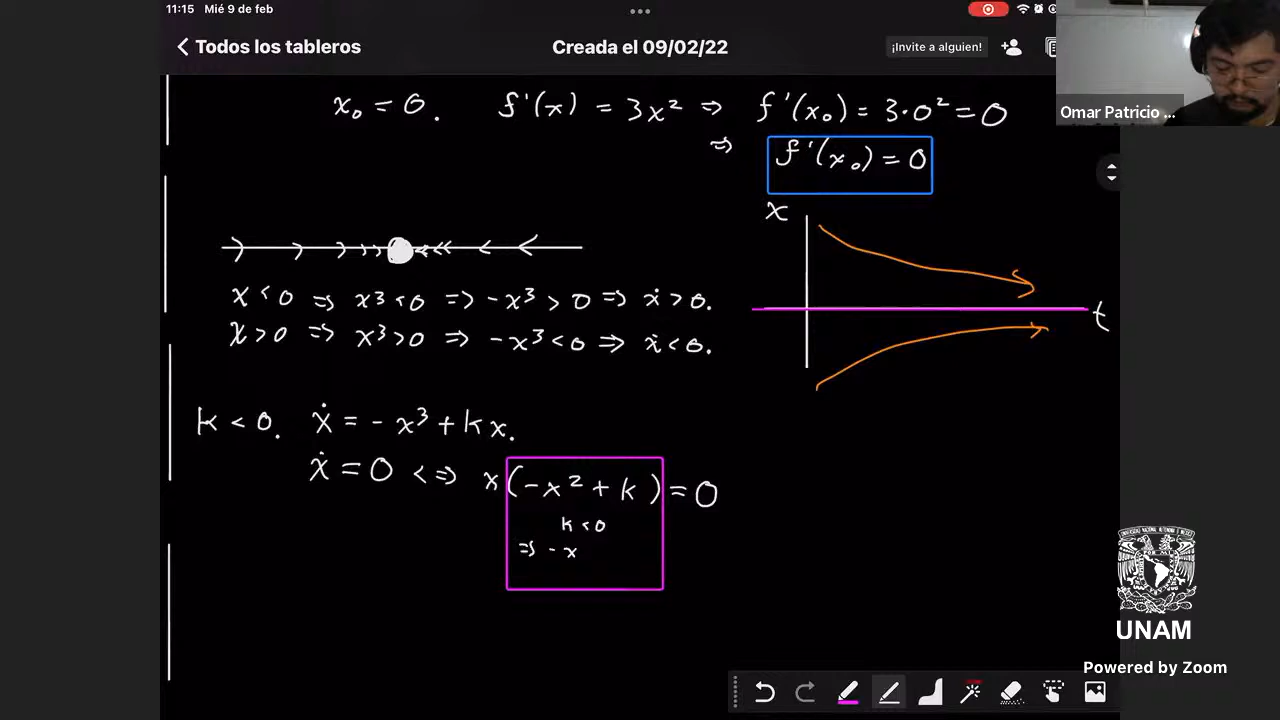 11:15 Mié 9 de feb
Todos los tableros
Creada el 09/02/22
¡Invite a alguien!
Omar Patricio ...
x₀ = 0. f'(x) = 3x² ⇒ f'(x₀) = 3·0² = 0
⇒ f'(x₀) = 0
x
t
x < 0 ⇒ x³ < 0 ⇒ -x³ > 0 ⇒ ẋ > 0.
x > 0 ⇒ x³ > 0 ⇒ -x³ < 0 ⇒ ẋ < 0.
k < 0. ẋ = -x³ + kx.
ẋ = 0 <⇒ x(-x² + k) = 0
k < 0
⇒ -x
UNAM
Powered by Zoom